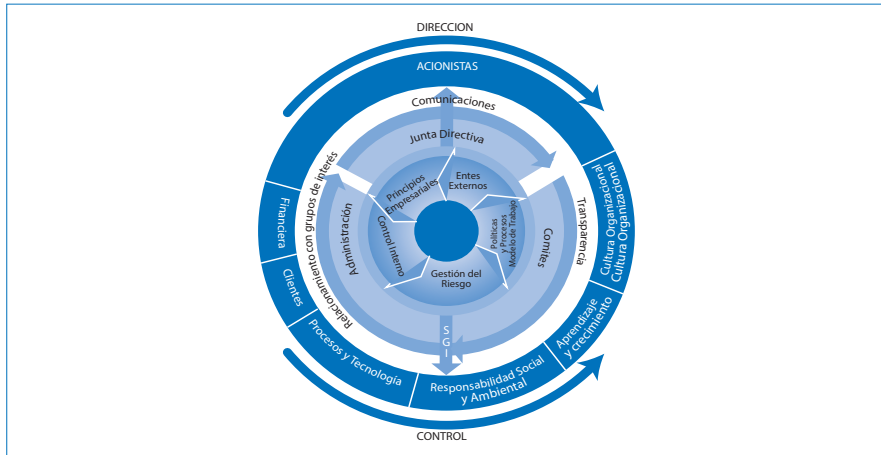 DIRECCION
ACIONISTAS
Comunicaciones
Junta Directiva
Principios
Empresariales
Entes
Externos
Relacionamiento con grupos de interés
Administración
Control Interno
Políticas
y Procesos
Modelo de Trabajo
Comites
Transparencia
Cultura Organizacional
Cultura Organizacional
Financiera
Gestión del
Riesgo
Clientes
SGI
Aprendizaje
y crecimiento
Procesos y Tecnología
Responsabilidad Social
y Ambiental
CONTROL